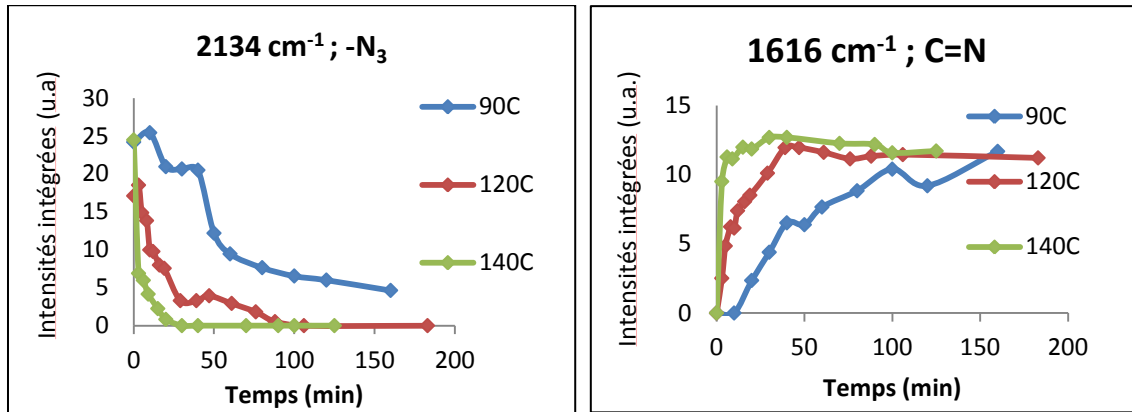 2134 cm-1 ; -N3
Intensités intégrées (u.a)
30
25
20
15
10
5
0
0 50 100 150 200
Temps (min)
90C
120C
140C
1616 cm-1 ; C=N
Intensités intégrées (u.a.)
15
10
5
0
0 50 100 150 200
Temps (min)
90C
120C
140C